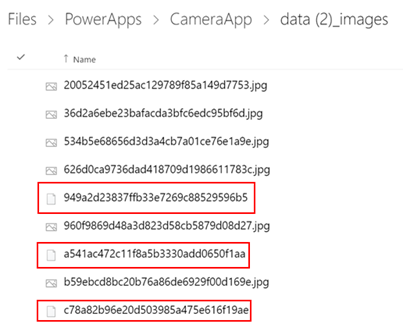 Files > PowerApps > CameraApp > data (2)_images
✓ ↑ Name
20052451ed25ac129789f85a149d7753.jpg
36d2a6ebe23bafacda3bfc6edc95bf6d.jpg
534b5e68656d3d3a4cb7a01ce76e1a9e.jpg
626d0ca9736dad418709d1986611783c.jpg
949a2d23837ffb33e7269c88529596b5
960f9869d48a3d823d58cb5879d08d27.jpg
a541ac472c11f8a5b3330add0650f1aa
b59ebcd8bc20b76a86de6929f00d169e.jpg
c78a82b96e20d503985a475e616f19ae